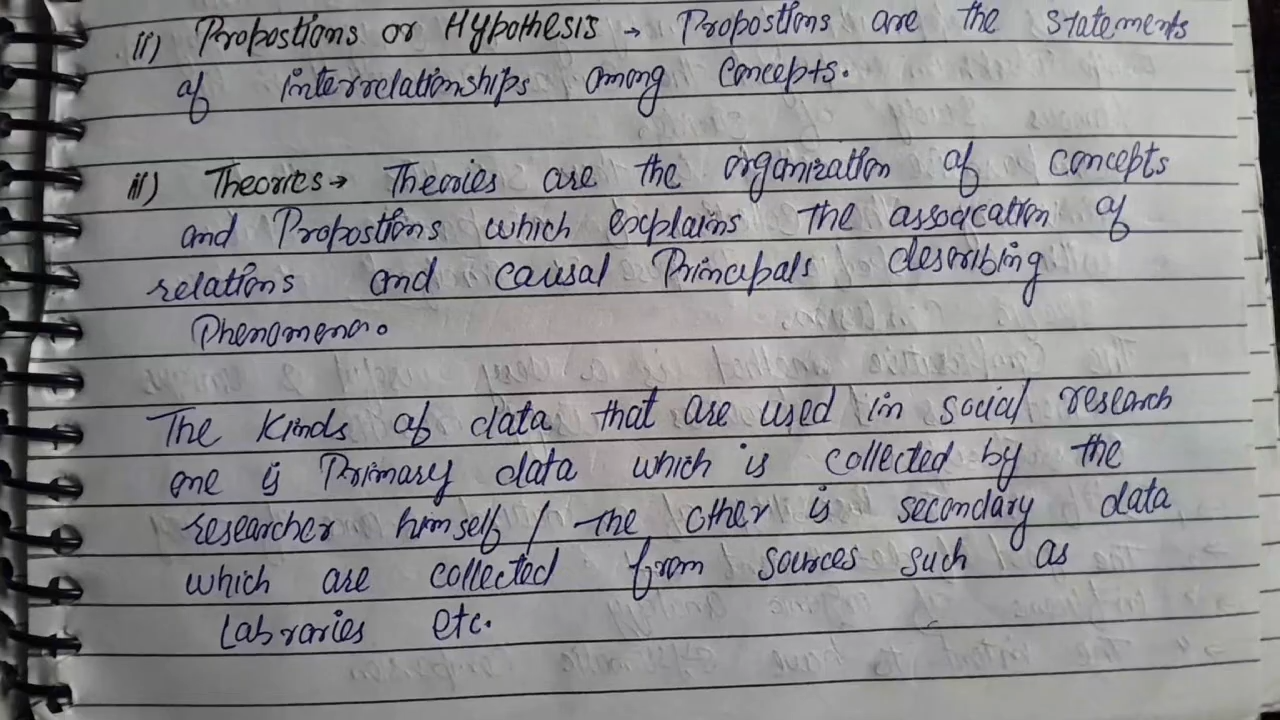 ii) Propostions or Hypothesis → Propostions are the statements
of interrelationships among concepts.
iii) Theories → Theories are the organization of concepts
and Propostions which explains the assocication of
relations and causal Principals describing
Phenomena.
The kinds of data that are used in social research
one is Primary data which is collected by the
researcher himself / the other is secondary data
which are collected from sources such as
Labraries etc.